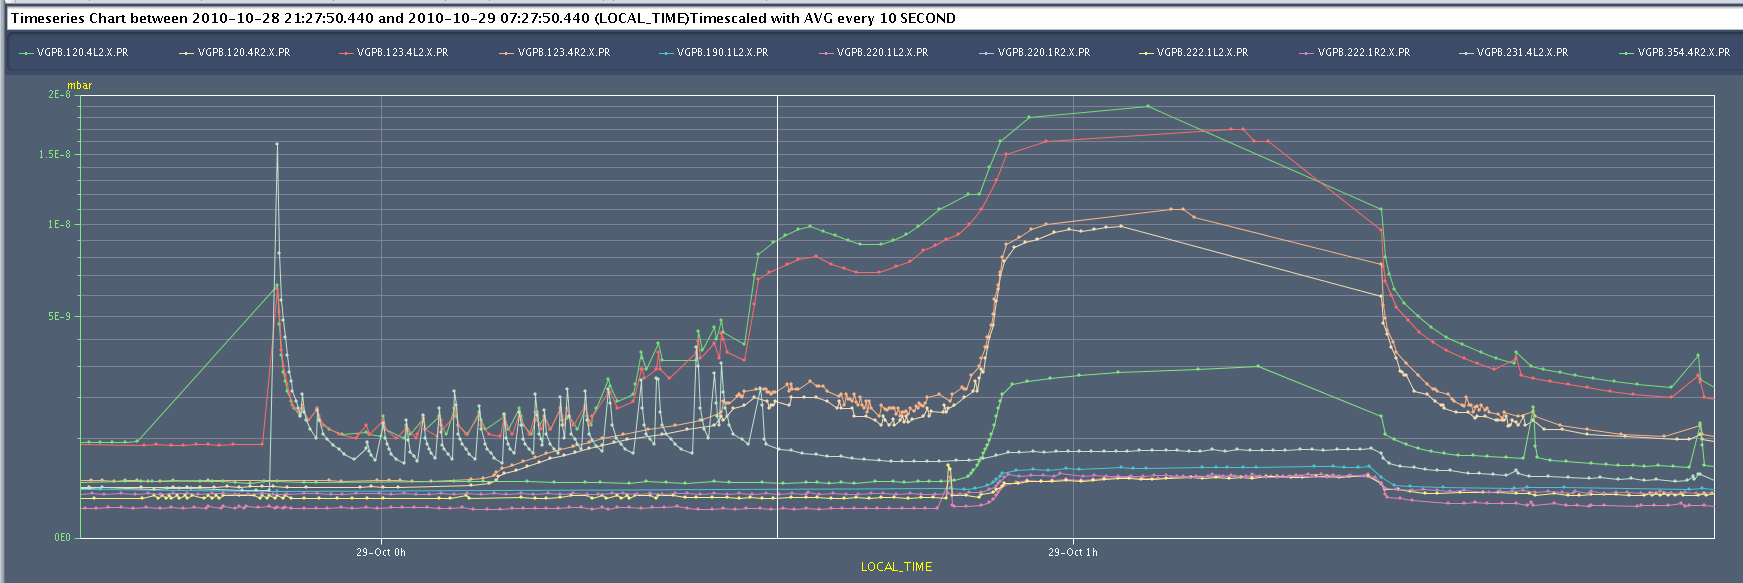 Timeseries Chart between 2010-10-28 21:27:50.440 and 2010-10-29 07:27:50.440 (LOCAL_TIME)Timescaled with AVG every 10 SECOND
VGPB.120.4L2.X.PR VGPB.120.4R2.X.PR VGPB.123.4L2.X.PR VGPB.123.4R2.X.PR VGPB.190.1L2.X.PR VGPB.220.1L2.X.PR VGPB.220.1R2.X.PR VGPB.222.1L2.X.PR VGPB.222.1R2.X.PR VGPB.231.4L2.X.PR VGPB.354.4R2.X.PR
mbar
2E-8
1.5E-8
1E-8
5E-9
0E0
29-Oct 0h 29-Oct 1h
LOCAL_TIME